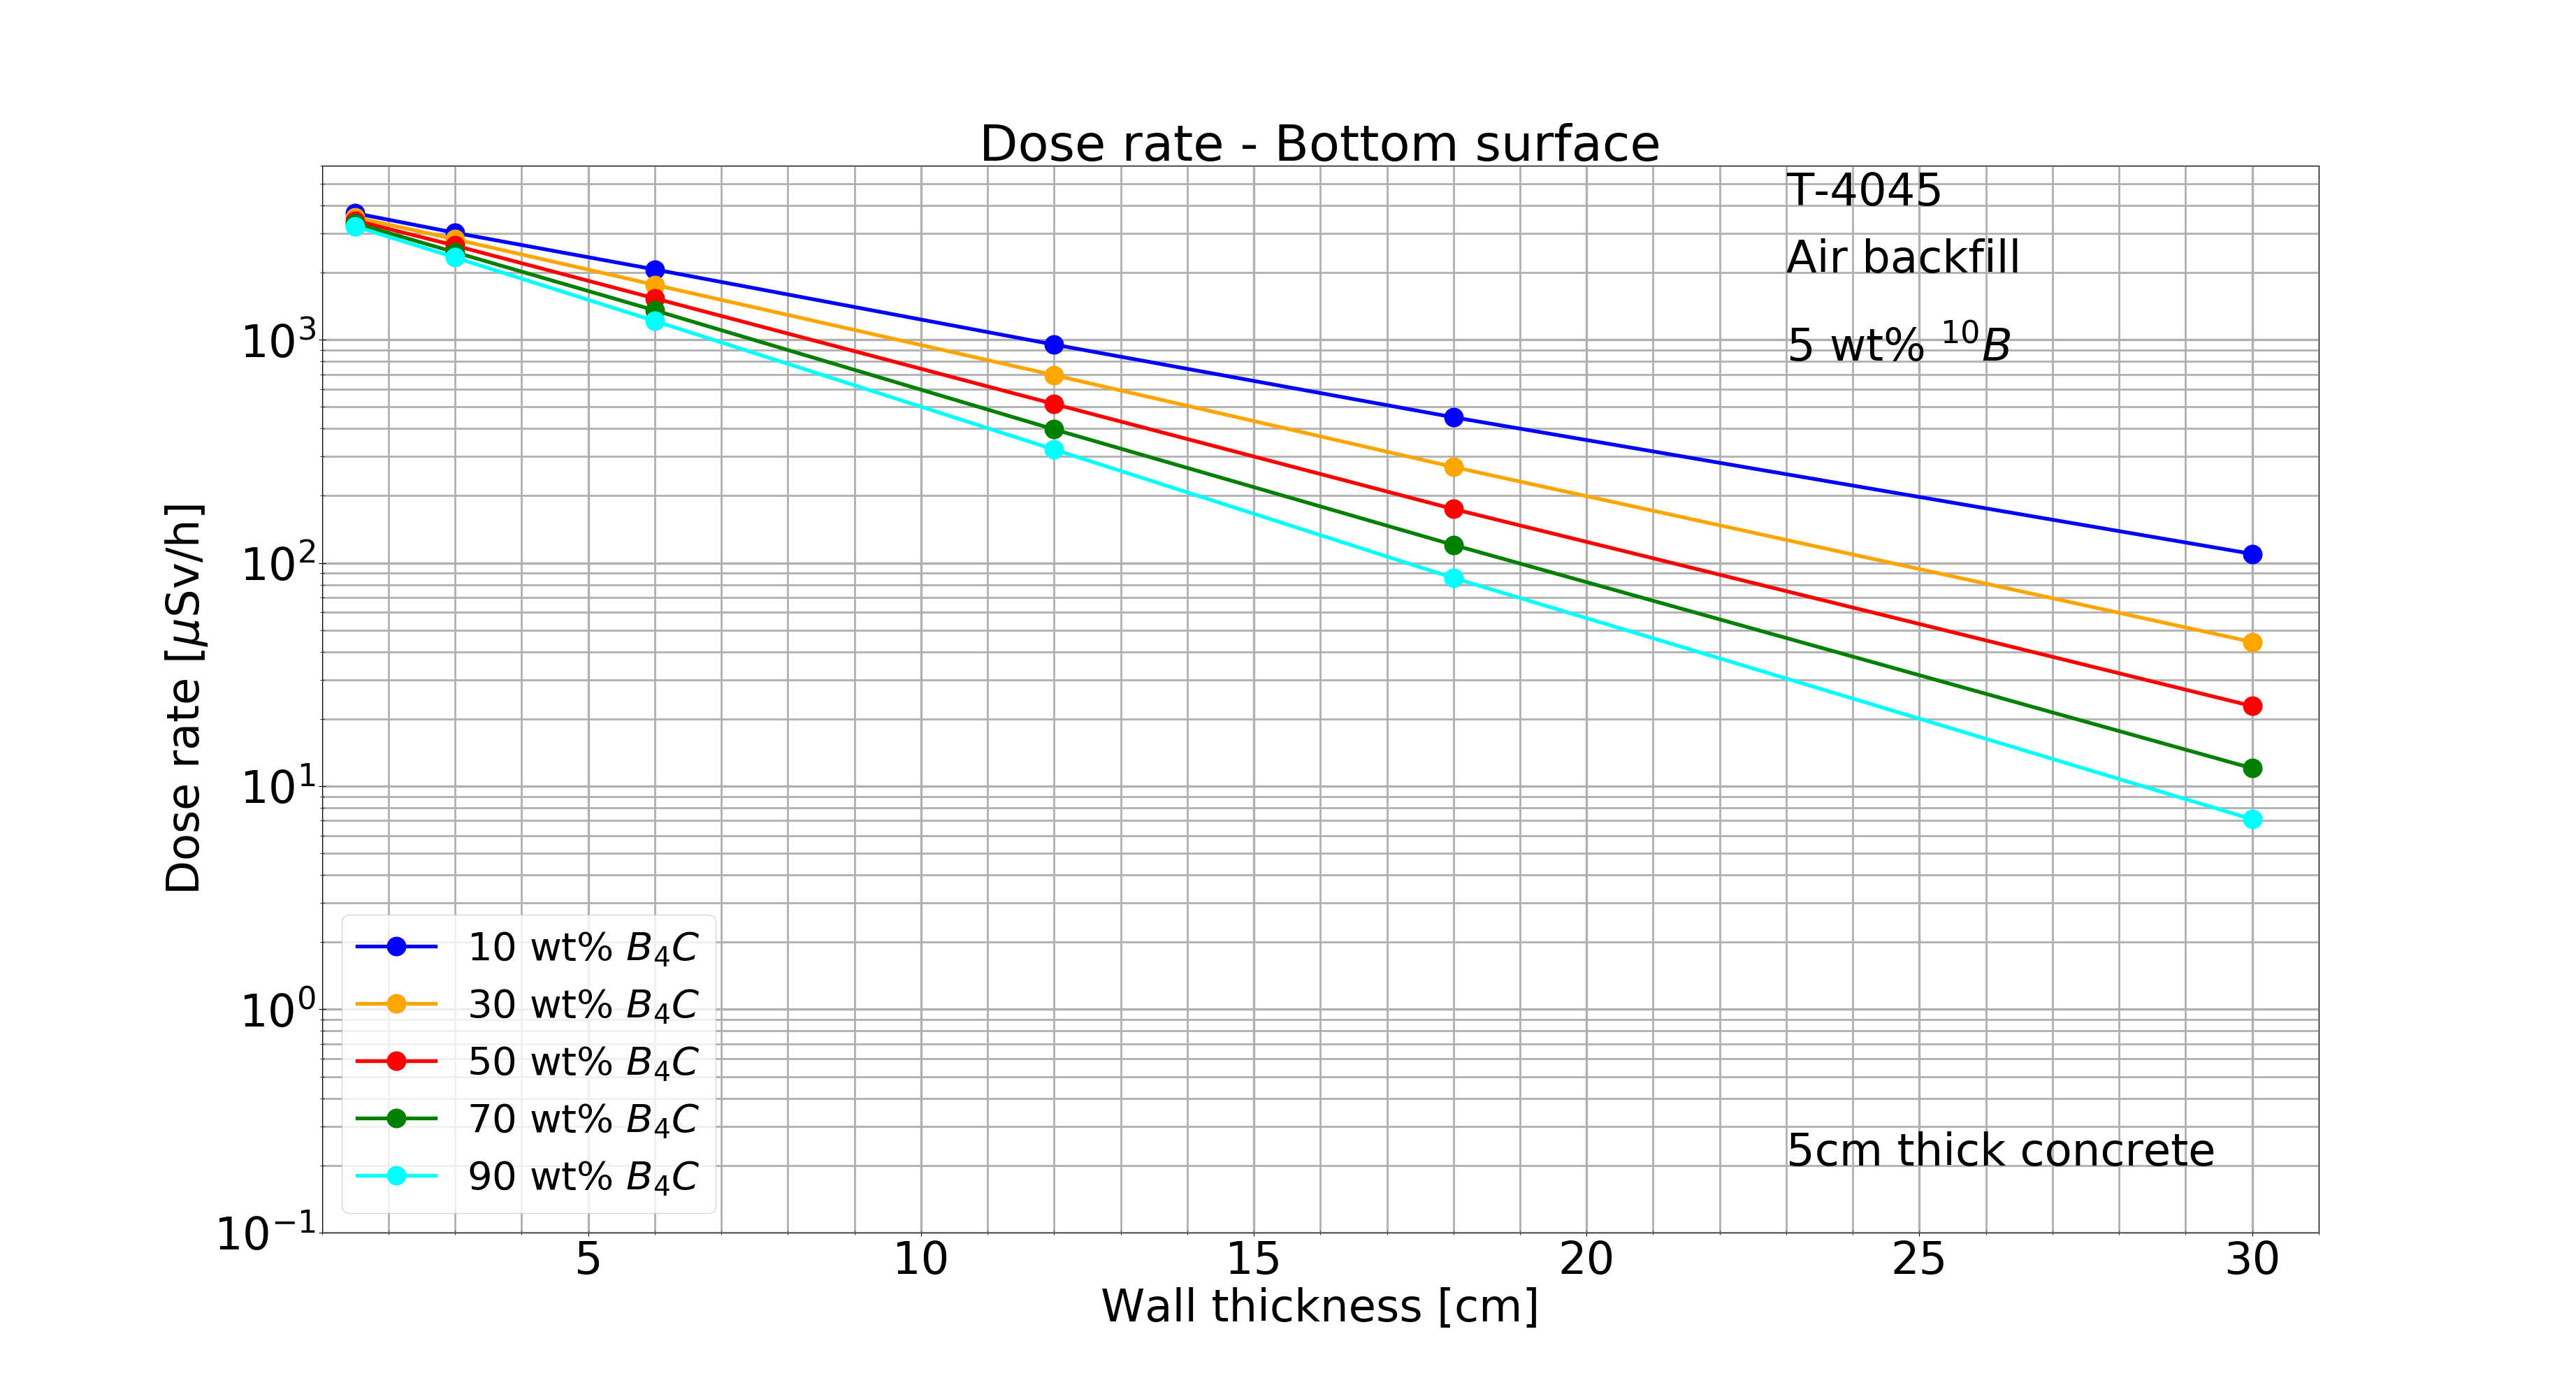 Dose rate - Bottom surface
T-4045
Air backfill
5 wt% ¹⁰B
10³
10²
10¹
10⁰
10⁻¹
Dose rate [μSv/h]
10 wt% B₄C
30 wt% B₄C
50 wt% B₄C
70 wt% B₄C
90 wt% B₄C
5cm thick concrete
5 10 15 20 25 30
Wall thickness [cm]